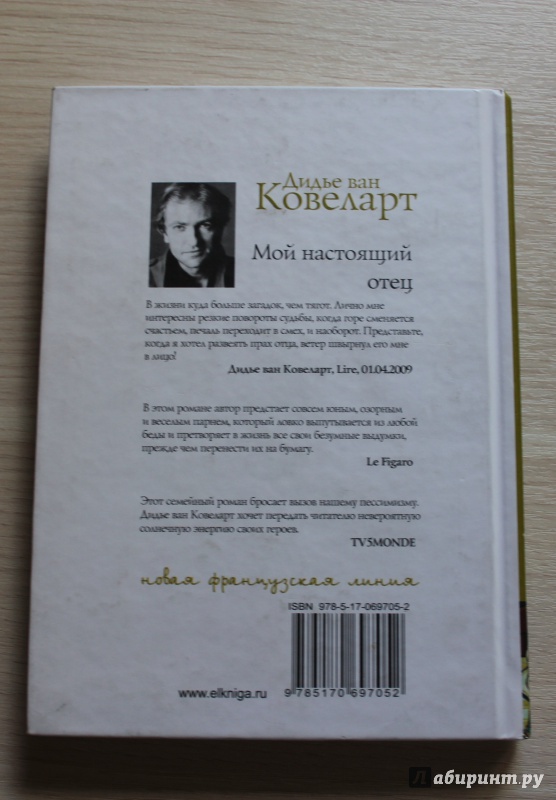 Дидье ван
Ковеларт
Мой настоящий
отец
В жизни куда больше загадок, чем тягот. Лично мне
интересны резкие повороты судьбы, когда горе сменяется
счастьем, печаль переходит в смех, и наоборот. Представьте,
когда я хотел развеять прах отца, ветер швырнул его мне
в лицо!
Дидье ван Ковеларт, Lire, 01.04.2009
В этом романе автор предстает совсем юным, озорным
и веселым парнем, который ловко выпутывается из любой
беды и претворяет в жизнь все свои безумные выдумки,
прежде чем перенести их на бумагу.
Le Figaro
Этот семейный роман бросает вызов нашему пессимизму.
Дидье ван Ковеларт хочет передать читателю невероятную
солнечную энергию своих героев.
TV5MONDE
новая французская линия
ISBN 978-5-17-069705-2
www.elkniga.ru
9 785170 697052
Лабиринт.ру